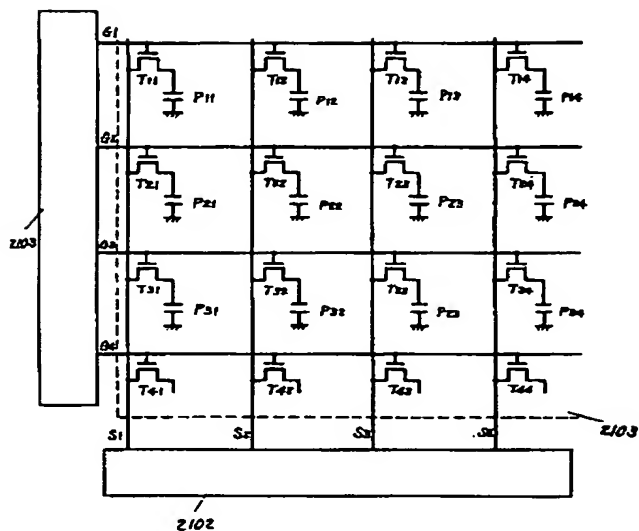 G1
T11 T12 T13 T14
P11 P12 P13 P14
G2
T21 T22 T23 T24
P21 P22 P23 P24
2103
G3
T31 T32 T33 T34
P31 P32 P33 P34
G4
T41 T42 T43 T44
S1 S2 S3 S4
2103
2102